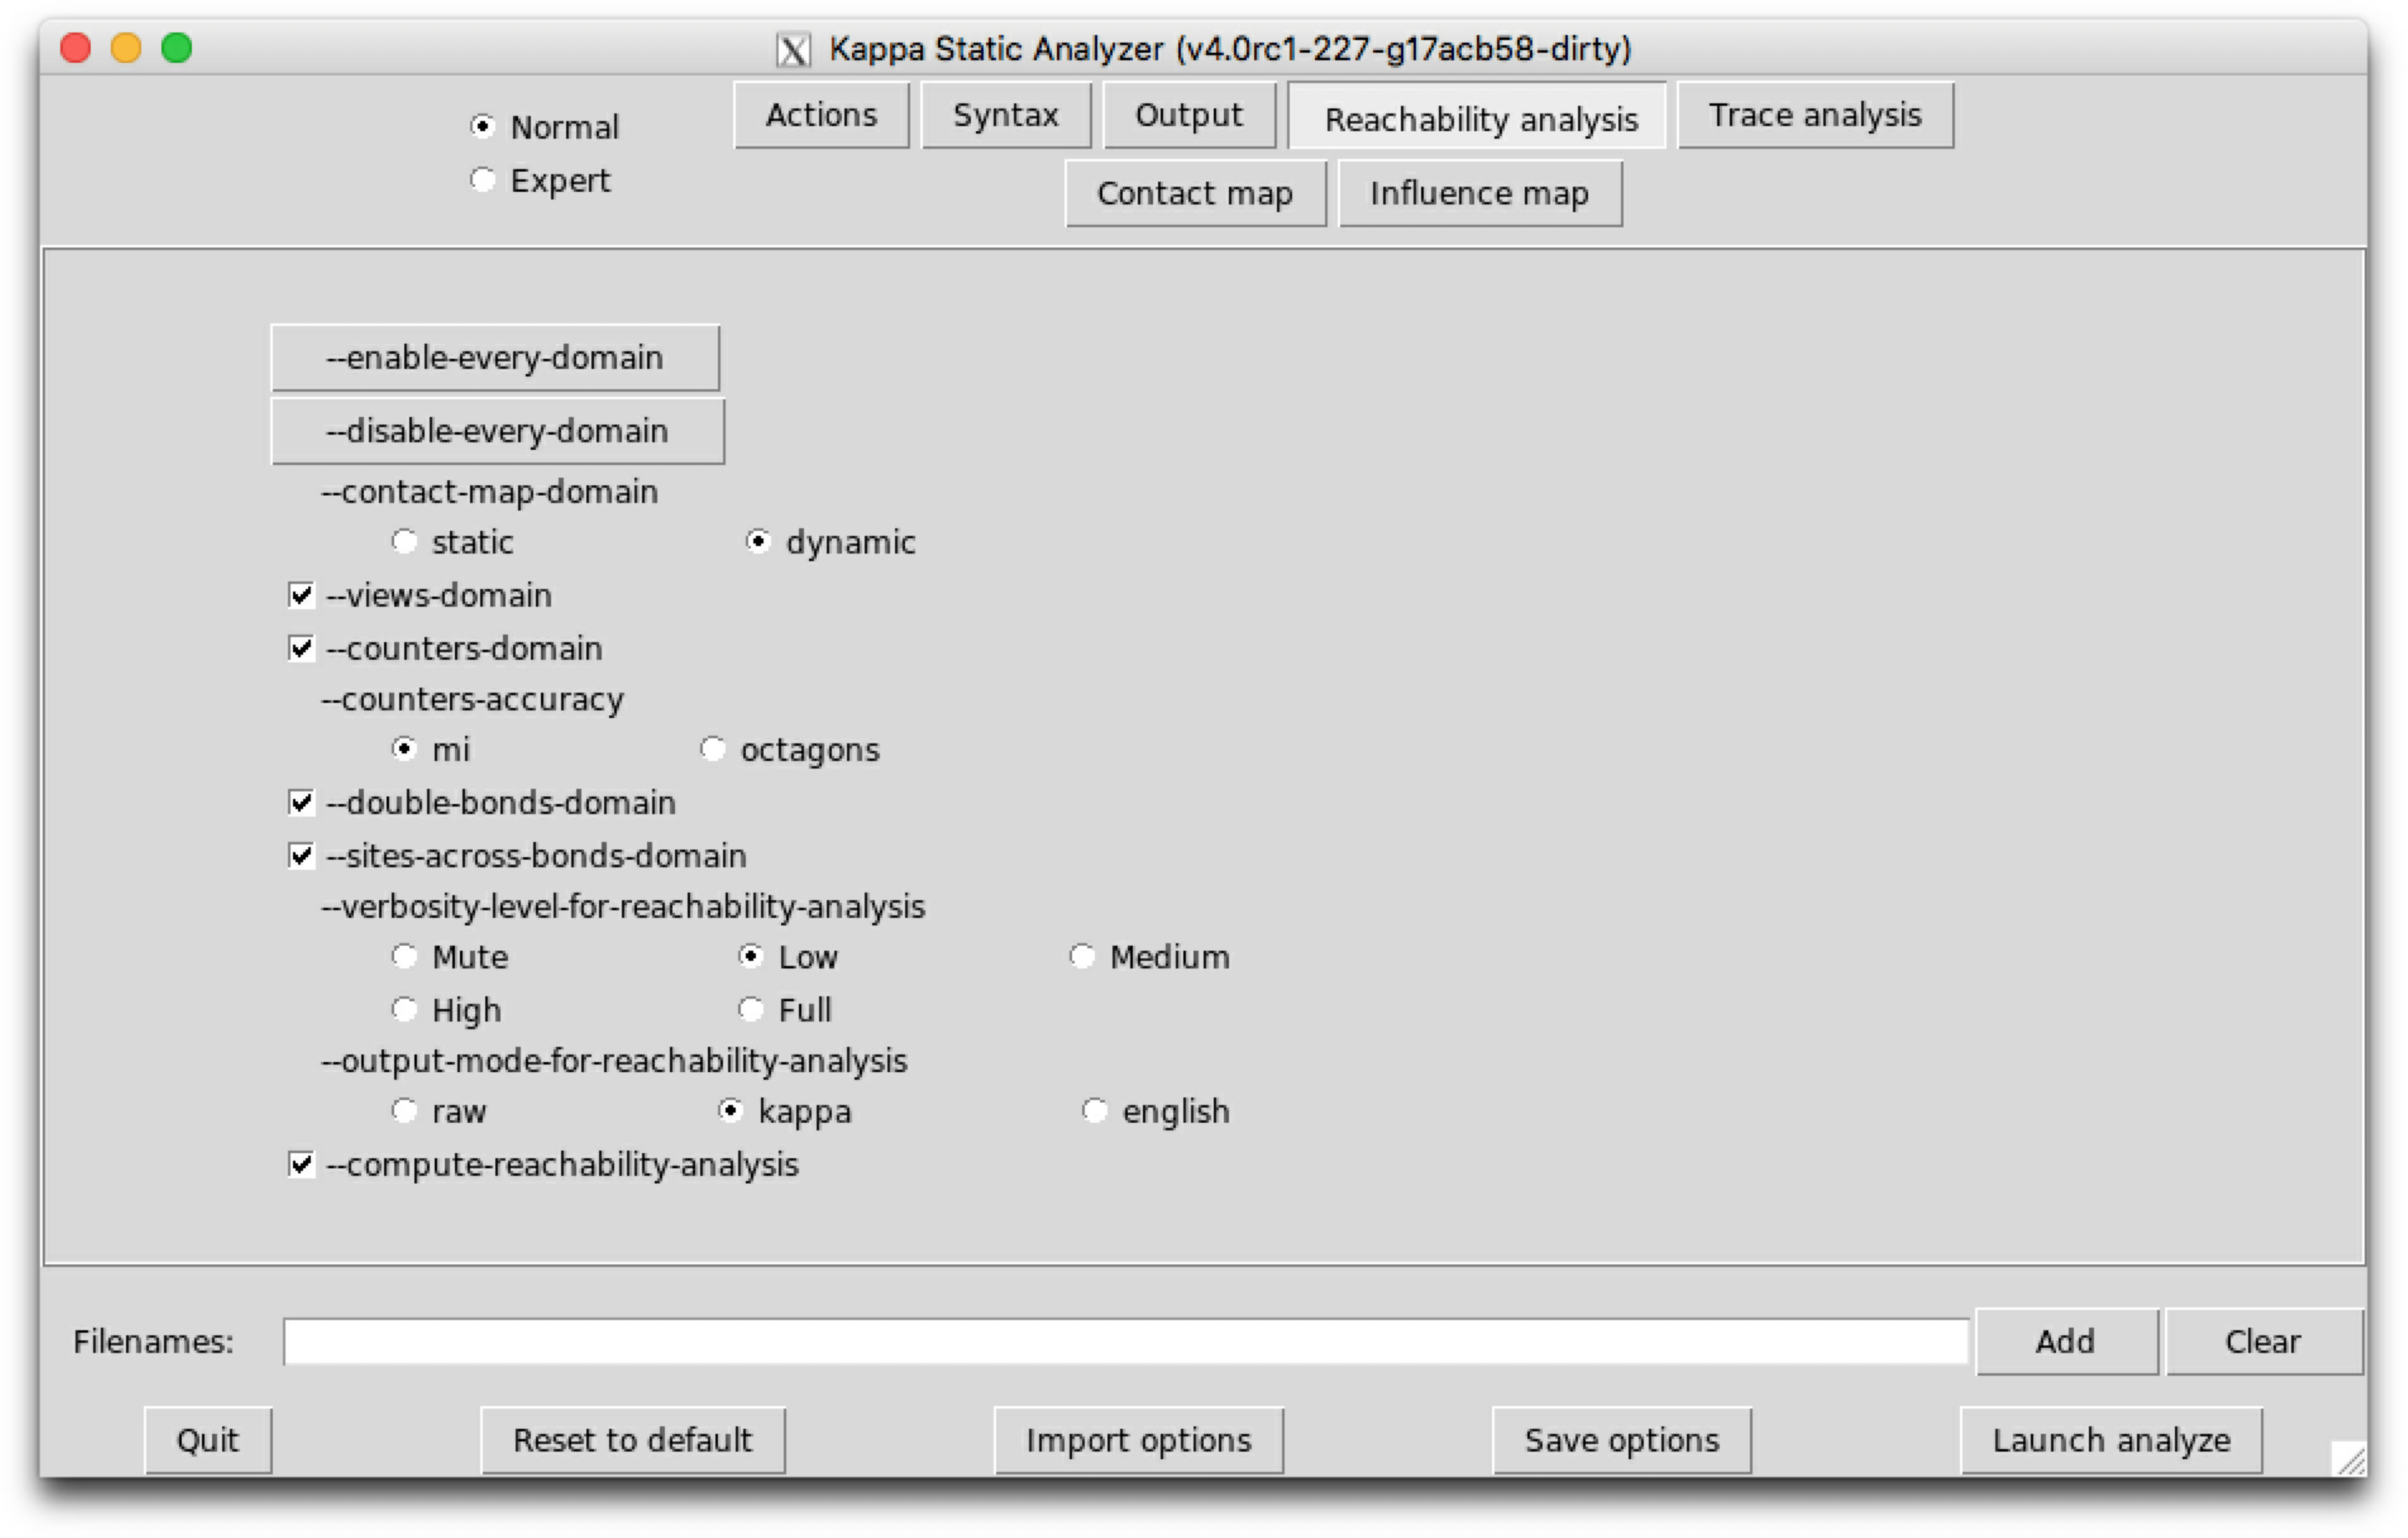 Kappa Static Analyzer (v4.0rc1-227-g17acb58-dirty)
Normal
Expert
Actions Syntax Output Reachability analysis Trace analysis
Contact map Influence map
--enable-every-domain
--disable-every-domain
--contact-map-domain
static dynamic
--views-domain
--counters-domain
--counters-accuracy
mi octagons
--double-bonds-domain
--sites-across-bonds-domain
--verbosity-level-for-reachability-analysis
Mute Low Medium
High Full
--output-mode-for-reachability-analysis
raw kappa english
--compute-reachability-analysis
Filenames: Add Clear
Quit Reset to default Import options Save options Launch analyze